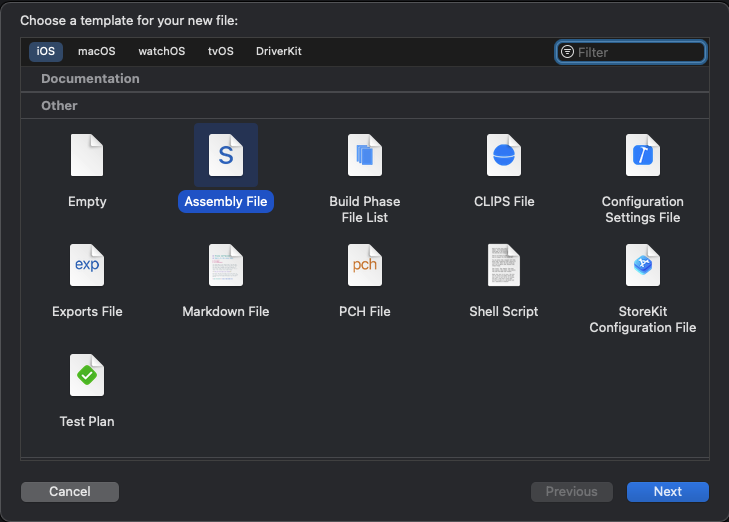 Choose a template for your new file:
iOS macOS watchOS tvOS DriverKit Filter
Documentation
Other
S
Empty Assembly File Build Phase File List CLIPS File Configuration Settings File
exp pch
Exports File Markdown File PCH File Shell Script StoreKit Configuration File
Test Plan
Cancel Previous Next